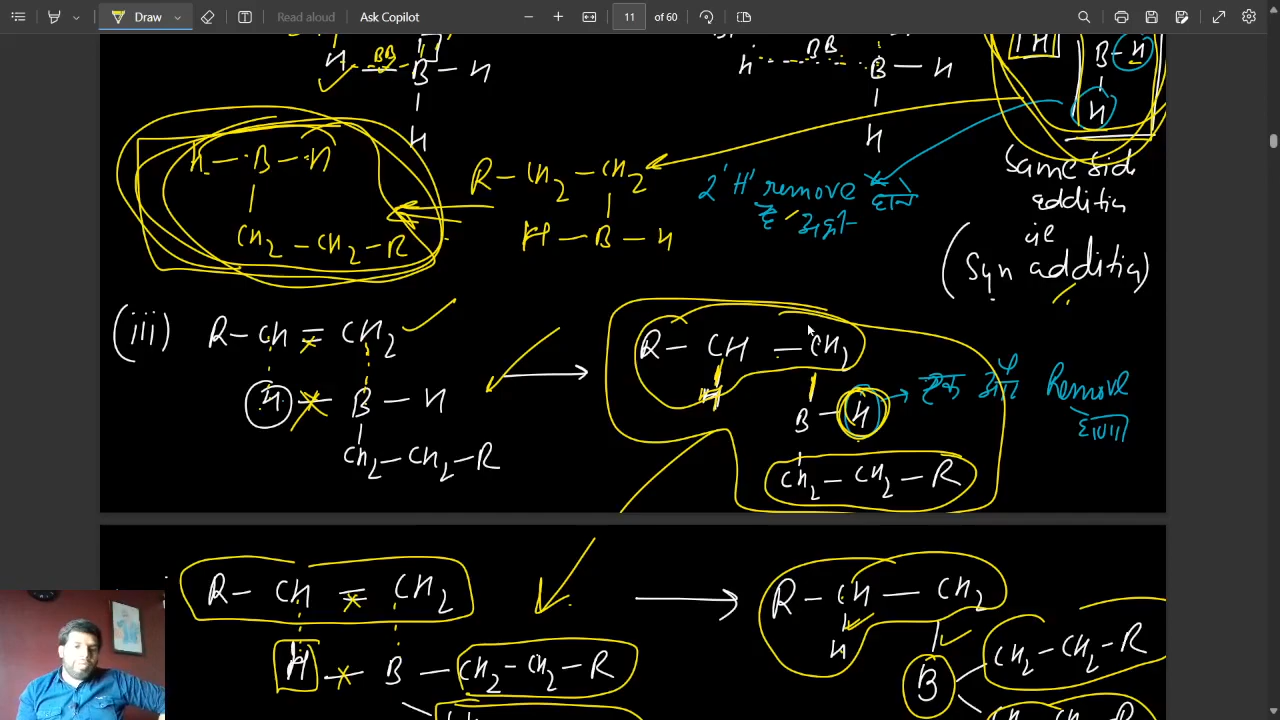 Draw
Read aloud
Ask Copilot
11 of 60
H BB B — H
H
H BB B — H
H
1 H
B — H
H
H — B — H
CH2 — CH2 — R
R — CH2 — CH2
H — B — H
2 'H' remove
Same side
addition
ie
(Syn addition)
(iii) R — CH = CH2
H — B — H
CH2 — CH2 — R
R — CH — CH2
H
B — H
CH2 — CH2 — R
Remove
R — CH = CH2
H B — CH2 — CH2 — R
R — CH — CH2
H
B
CH2 — CH2 — R